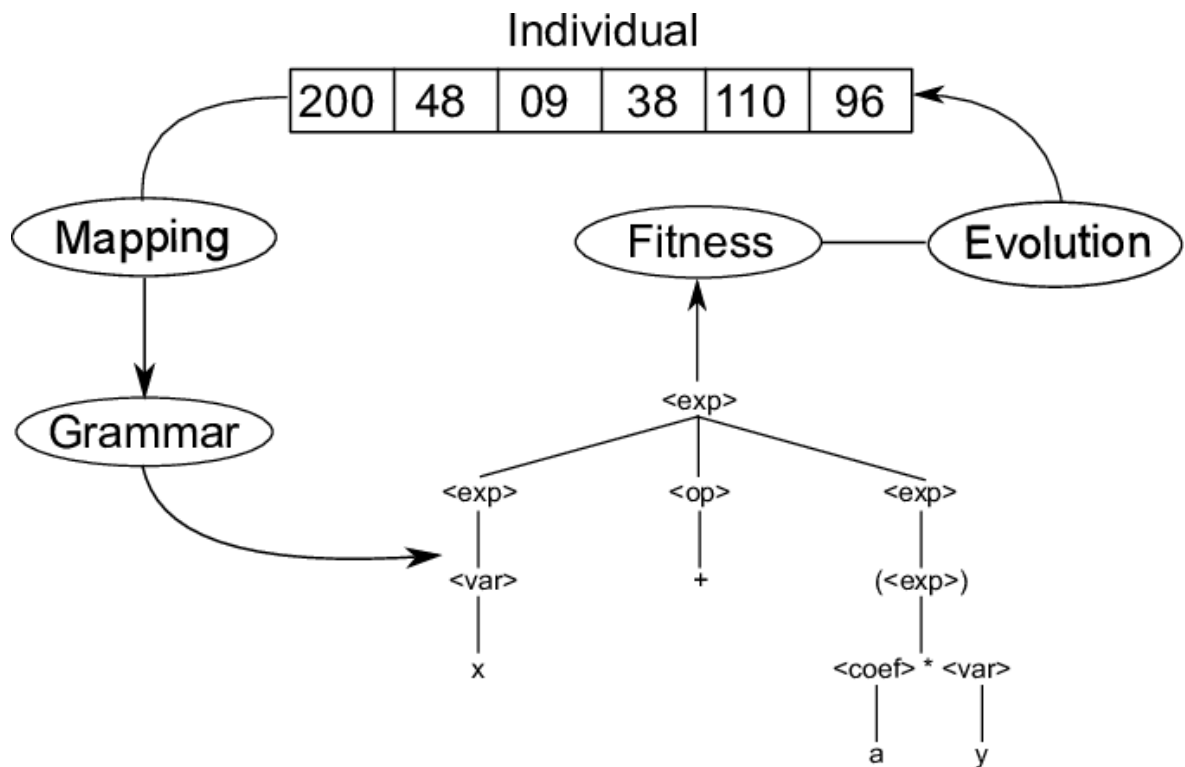 Individual
200 48 09 38 110 96
Mapping
Fitness
Evolution
Grammar
<exp>
<exp> <op> <exp>
<var> + (<exp>)
x <coef> * <var>
a y